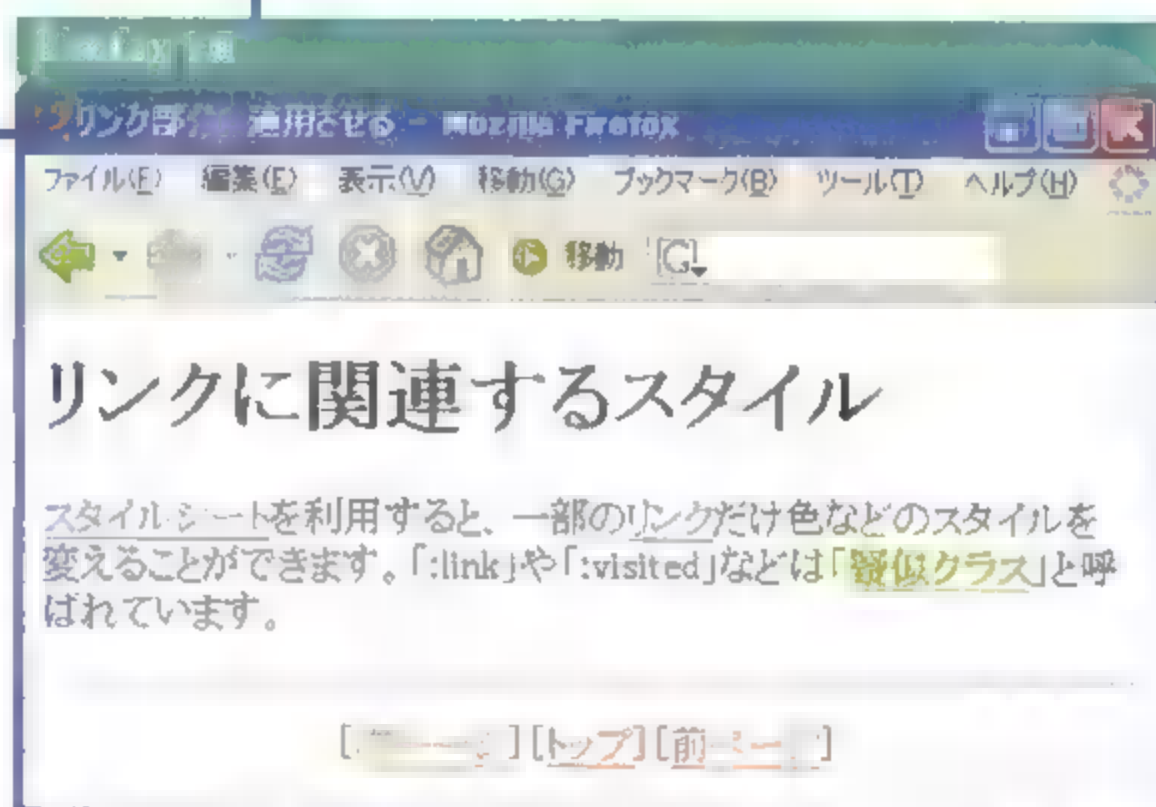 リンク部分 適用させる - Mozilla Firefox
ファイル(F) 編集(E) 表示(V) 移動(G) ブックマーク(B) ツール(T) ヘルプ(H)
移動 G
リンクに関連するスタイル
スタイルシートを利用すると、一部のリンクだけ色などのスタイルを
変えることができます。「:link」や「:visited」などは「疑似クラス」と呼
ばれています。
[ ][トップ][前ページ]